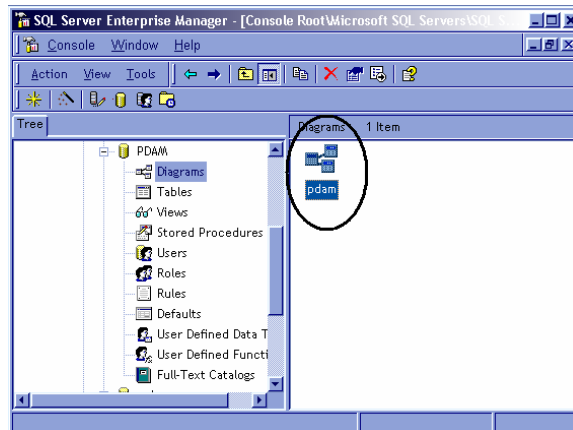 SQL Server Enterprise Manager - [Console Root\Microsoft SQL Servers\SQL S...
Console Window Help
Action View Tools
Tree
Diagrams 1 Item
PDAM
Diagrams
Tables
Views
Stored Procedures
Users
Roles
Rules
Defaults
User Defined Data T
User Defined Functi
Full-Text Catalogs
pdam